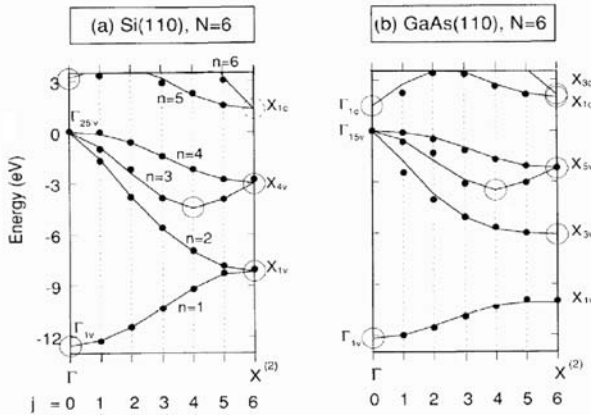 (a) Si(110), N=6
(b) GaAs(110), N=6
Energy (eV)
3
0
-3
-6
-9
-12
Γ25'v
Γ1v
n=6
n=5
n=4
n=3
n=2
n=1
X1c
X4v
X1v
Γ1c
Γ15v
Γ1v
X3c
X1c
X5v
X3v
X1v
Γ X(2)
Γ X(2)
j = 0 1 2 3 4 5 6
0 1 2 3 4 5 6